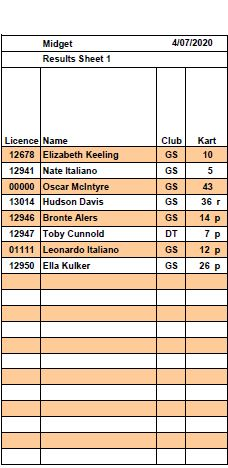 Midget 4/07/2020
Results Sheet 1
Licence Name Club Kart
12678 Elizabeth Keeling GS 10
12941 Nate Italiano GS 5
00000 Oscar McIntyre GS 43
13014 Hudson Davis GS 36 r
12946 Bronte Alers GS 14 p
12947 Toby Cunnold DT 7 p
01111 Leonardo Italiano GS 12 p
12950 Ella Kulker GS 26 p